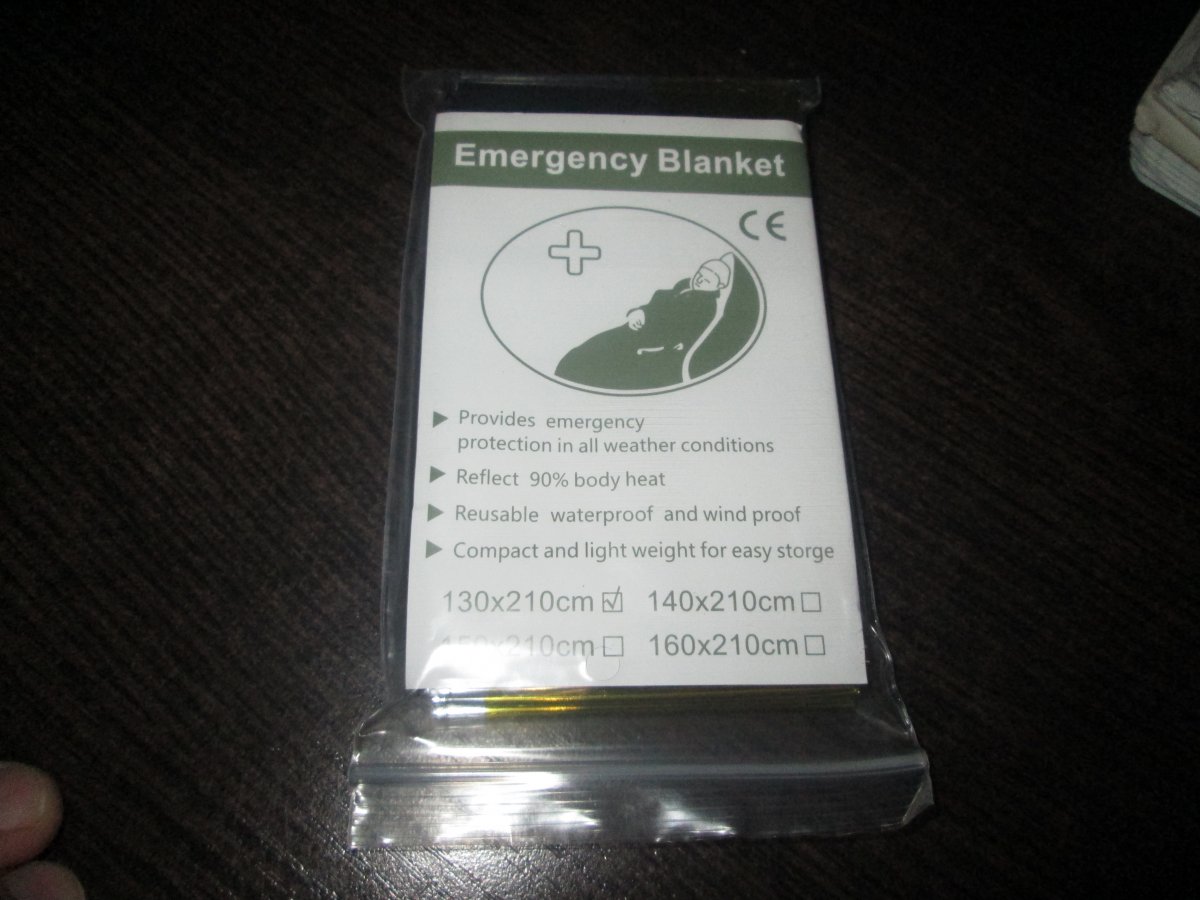 Emergency Blanket
CE
Provides emergency
protection in all weather conditions
Reflect 90% body heat
Reusable waterproof and wind proof
Compact and light weight for easy storge
130x210cm 140x210cm
150x210cm 160x210cm